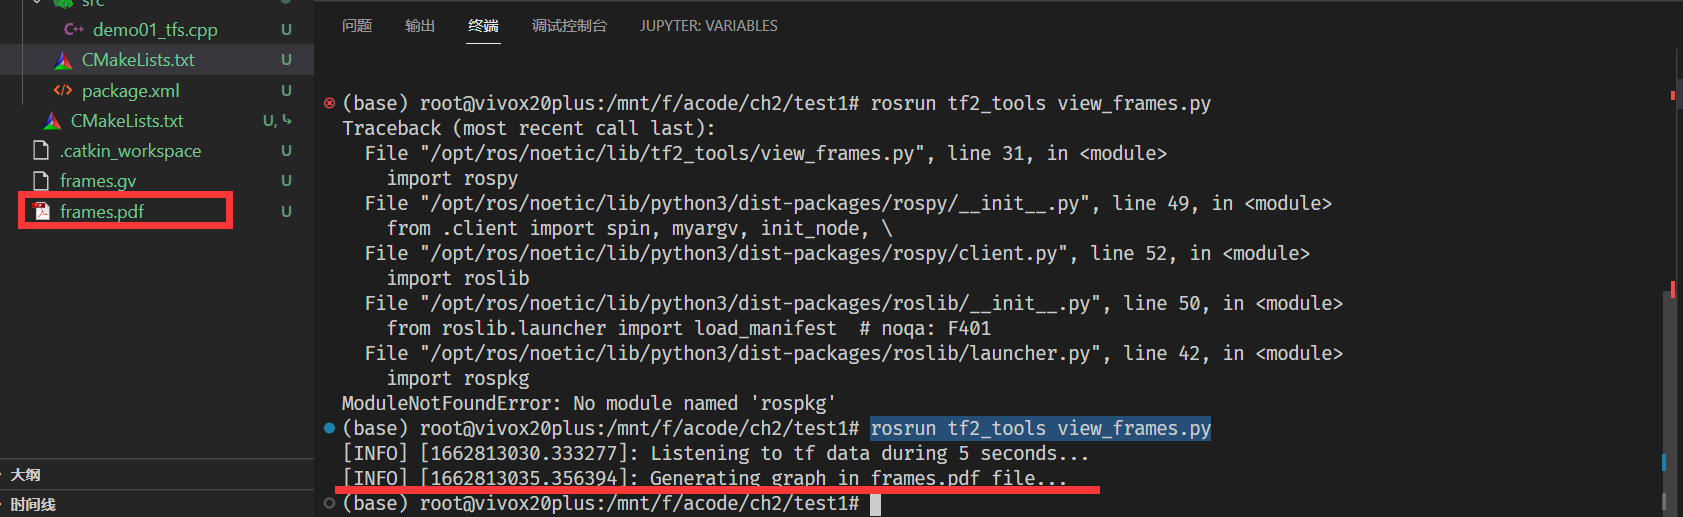 src
demo01_tfs.cpp U
CMakeLists.txt U
package.xml U
CMakeLists.txt U,
.catkin_workspace U
frames.gv U
frames.pdf U
大纲
时间线
问题 输出 终端 调试控制台 JUPYTER: VARIABLES
(base) root@vivox20plus:/mnt/f/acode/ch2/test1# rosrun tf2_tools view_frames.py
Traceback (most recent call last):
File "/opt/ros/noetic/lib/tf2_tools/view_frames.py", line 31, in <module>
import rospy
File "/opt/ros/noetic/lib/python3/dist-packages/rospy/__init__.py", line 49, in <module>
from .client import spin, myargv, init_node, \
File "/opt/ros/noetic/lib/python3/dist-packages/rospy/client.py", line 52, in <module>
import roslib
File "/opt/ros/noetic/lib/python3/dist-packages/roslib/__init__.py", line 50, in <module>
from roslib.launcher import load_manifest  # noqa: F401
File "/opt/ros/noetic/lib/python3/dist-packages/roslib/launcher.py", line 42, in <module>
import rospkg
ModuleNotFoundError: No module named 'rospkg'
(base) root@vivox20plus:/mnt/f/acode/ch2/test1# rosrun tf2_tools view_frames.py
[INFO] [1662813030.333277]: Listening to tf data during 5 seconds...
[INFO] [1662813035.356394]: Generating graph in frames.pdf file...
(base) root@vivox20plus:/mnt/f/acode/ch2/test1#